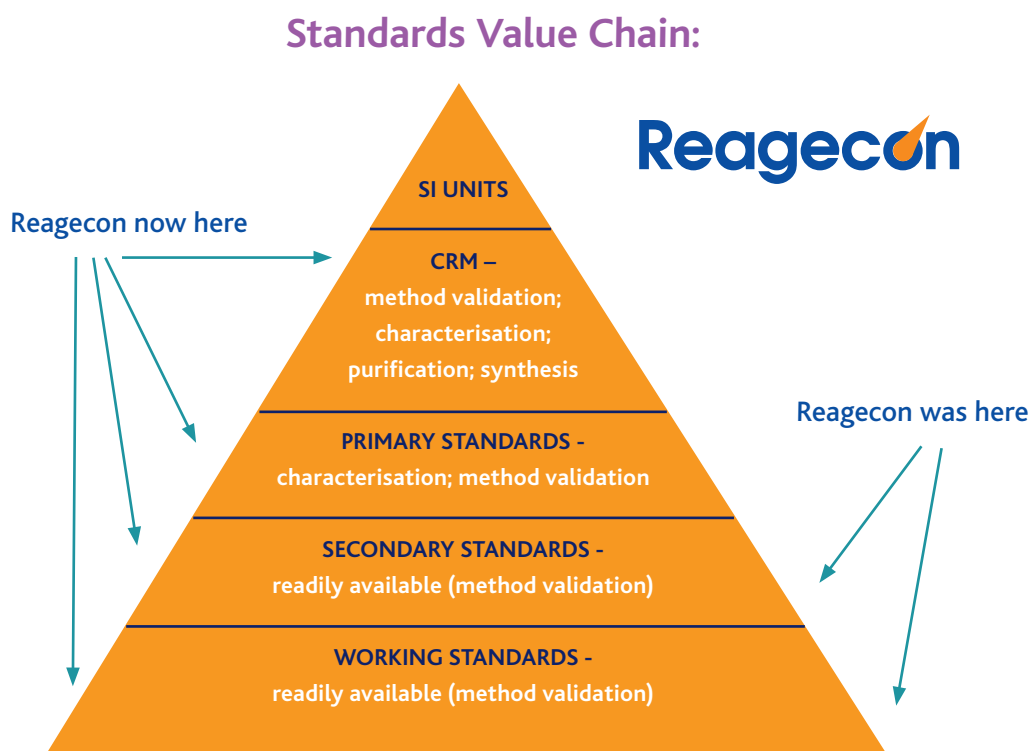 Standards Value Chain:
Reagecon
SI UNITS
Reagecon now here
CRM –
method validation;
characterisation;
purification; synthesis
Reagecon was here
PRIMARY STANDARDS -
characterisation; method validation
SECONDARY STANDARDS -
readily available (method validation)
WORKING STANDARDS -
readily available (method validation)